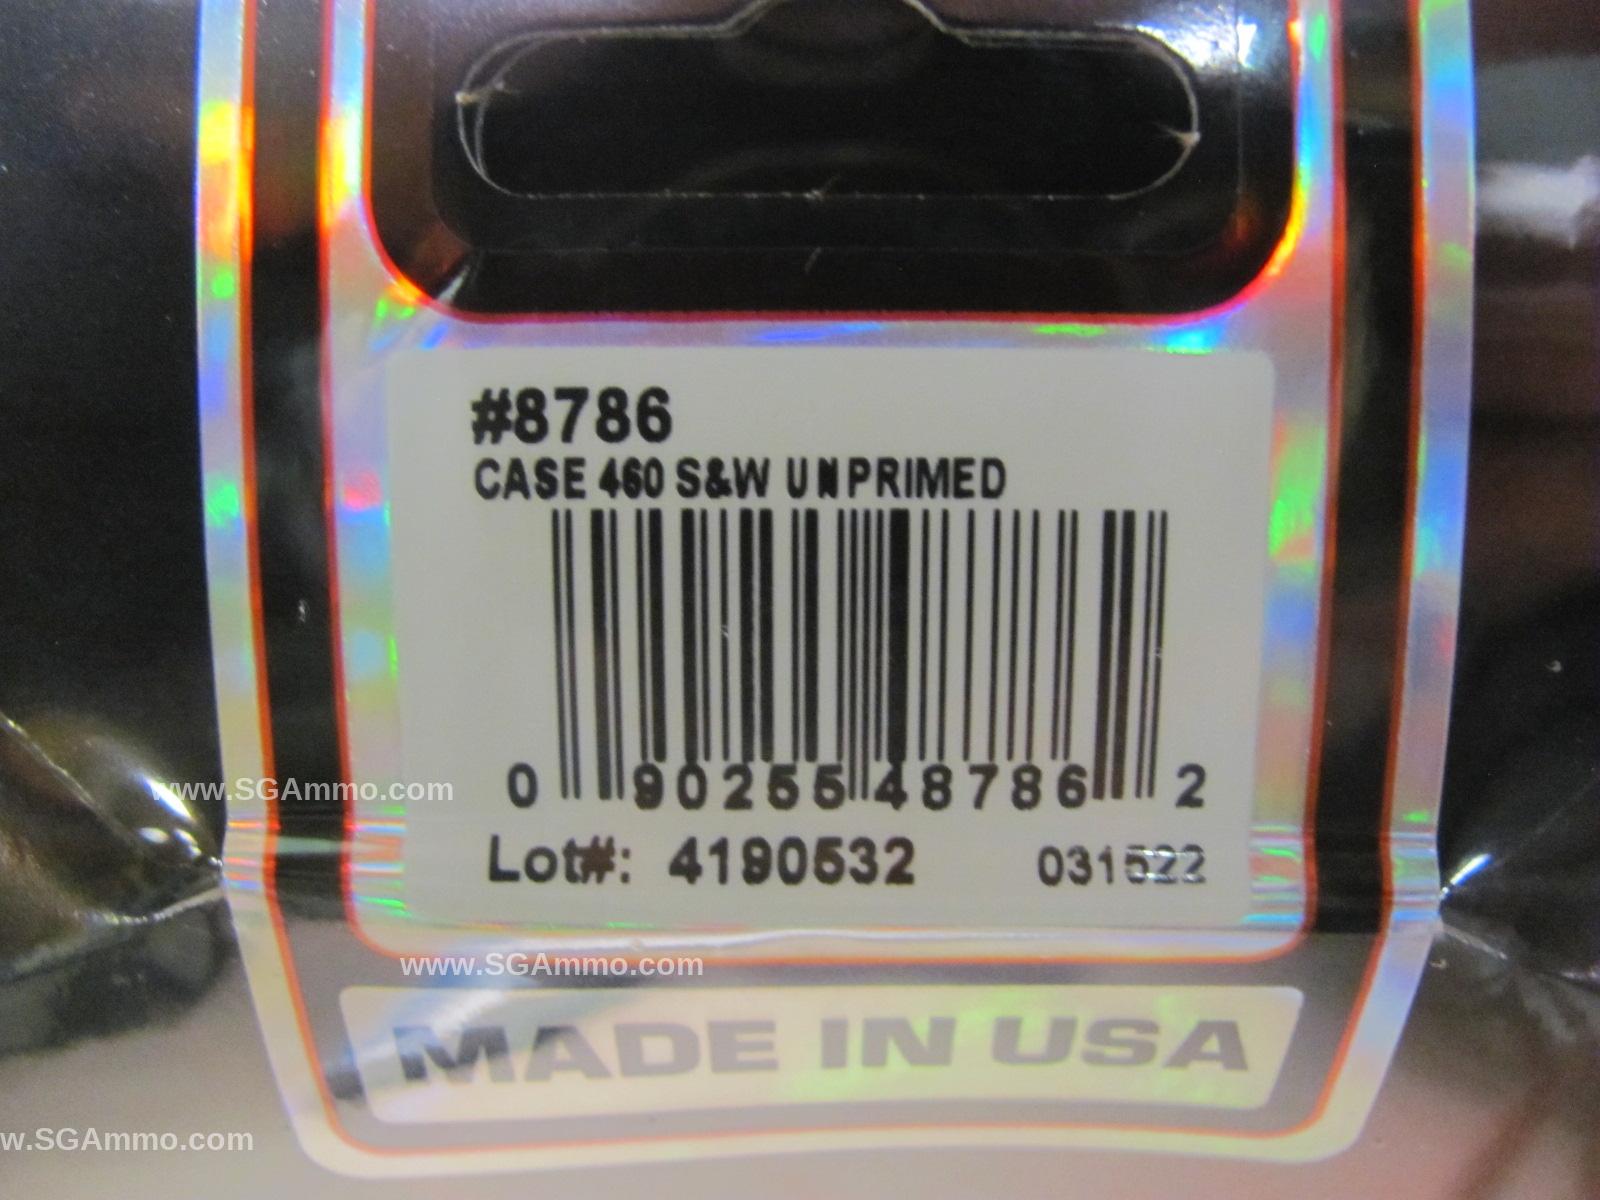 #8786
CASE 460 S&W UNPRIMED
0 90255 48786 2
Lot#: 4190532 031522
www.SGAmmo.com
www.SGAmmo.com
MADE IN USA
w.SGAmmo.com